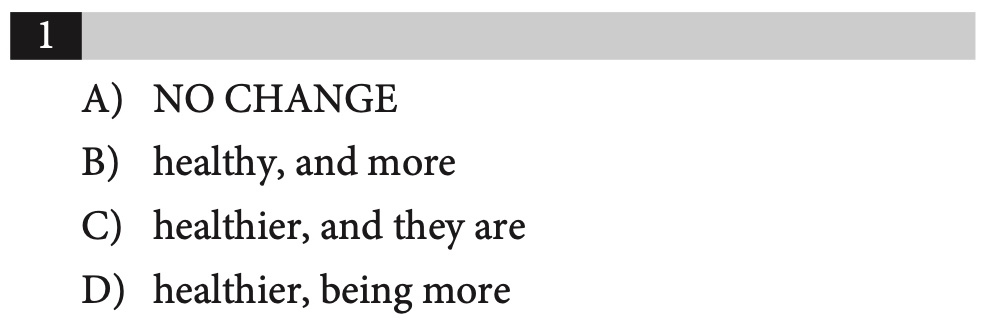 1
A) NO CHANGE
B) healthy, and more
C) healthier, and they are
D) healthier, being more